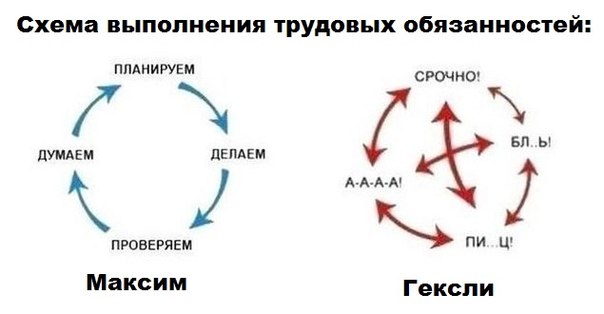 Схема выполнения трудовых обязанностей:
ПЛАНИРУЕМ
ДУМАЕМ
ДЕЛАЕМ
ПРОВЕРЯЕМ
Максим
СРОЧНО!
БЛ..Ь!
А-А-А-А!
ПИ...Ц!
Гексли